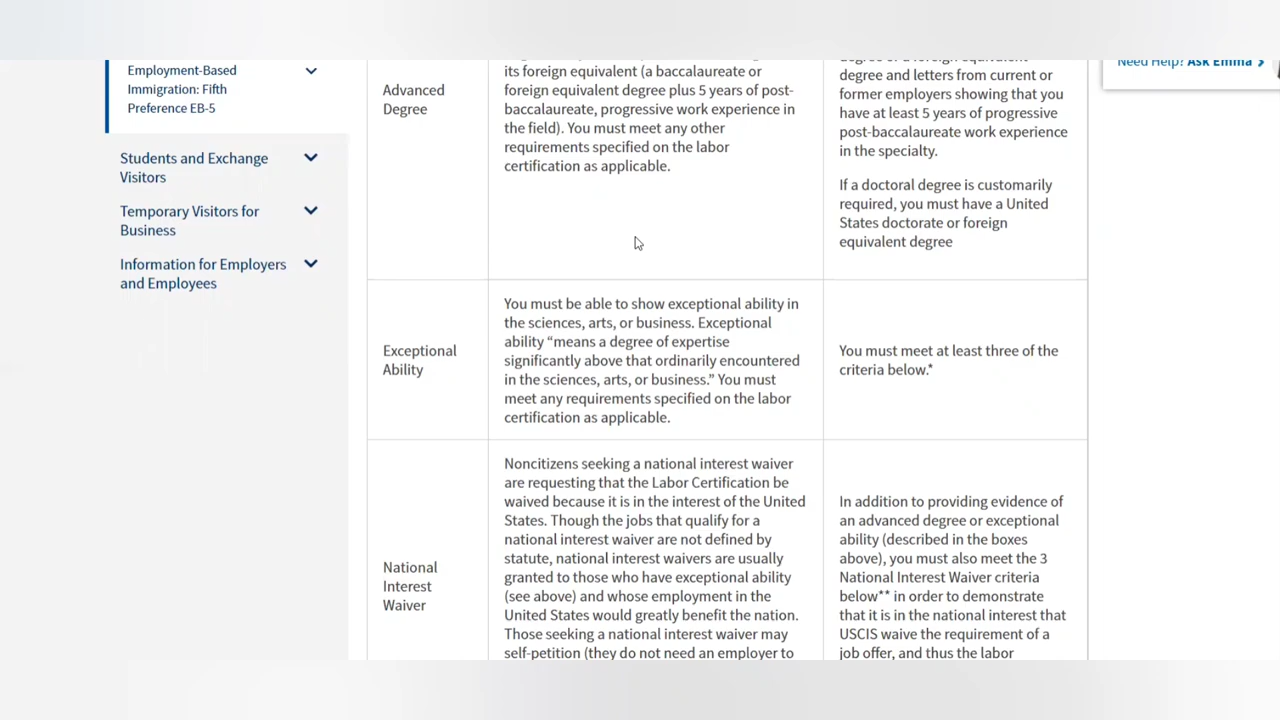 Employment-Based
Immigration: Fifth
Preference EB-5
Students and Exchange
Visitors
Temporary Visitors for
Business
Information for Employers
and Employees
Advanced
Degree
its foreign equivalent (a baccalaureate or
foreign equivalent degree plus 5 years of post-
baccalaureate, progressive work experience in
the field). You must meet any other
requirements specified on the labor
certification as applicable.
degree and letters from current or
former employers showing that you
have at least 5 years of progressive
post-baccalaureate work experience
in the specialty.
If a doctoral degree is customarily
required, you must have a United
States doctorate or foreign
equivalent degree
Exceptional
Ability
You must be able to show exceptional ability in
the sciences, arts, or business. Exceptional
ability “means a degree of expertise
significantly above that ordinarily encountered
in the sciences, arts, or business.” You must
meet any requirements specified on the labor
certification as applicable.
You must meet at least three of the
criteria below.*
National
Interest
Waiver
Noncitizens seeking a national interest waiver
are requesting that the Labor Certification be
waived because it is in the interest of the United
States. Though the jobs that qualify for a
national interest waiver are not defined by
statute, national interest waivers are usually
granted to those who have exceptional ability
(see above) and whose employment in the
United States would greatly benefit the nation.
Those seeking a national interest waiver may
self-petition (they do not need an employer to
In addition to providing evidence of
an advanced degree or exceptional
ability (described in the boxes
above), you must also meet the 3
National Interest Waiver criteria
below** in order to demonstrate
that it is in the national interest that
USCIS waive the requirement of a
job offer, and thus the labor
Need Help? Ask Emma